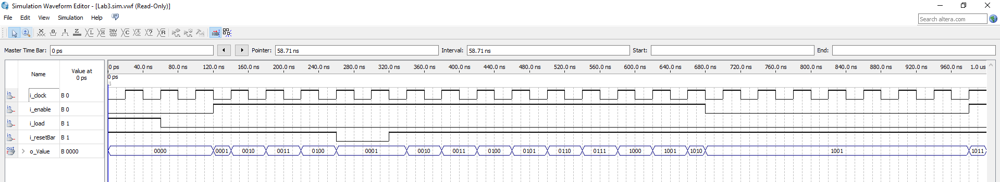 Simulation Waveform Editor - [Lab3.sim.vwf (Read-Only)]
File Edit View Simulation Help
Search altera.com
Master Time Bar: 0 ps Pointer: 58.71 ns Interval: 58.71 ns Start: End:
Name Value at 0 ps
0 ps 40.0 ns 80.0 ns 120.0 ns 160.0 ns 200.0 ns 240.0 ns 280.0 ns 320.0 ns 360.0 ns 400.0 ns 440.0 ns 480.0 ns 520.0 ns 560.0 ns 600.0 ns 640.0 ns 680.0 ns 720.0 ns 760.0 ns 800.0 ns 840.0 ns 880.0 ns 920.0 ns 960.0 ns 1.0 us
0 ps
in i_clock B 0
in i_enable B 0
in i_load B 1
in i_resetBar B 1
out o_Value B 0000 0000 0001 0010 0011 0100 0001 0010 0011 0100 0101 0110 0111 1000 1001 1010 1001 1011